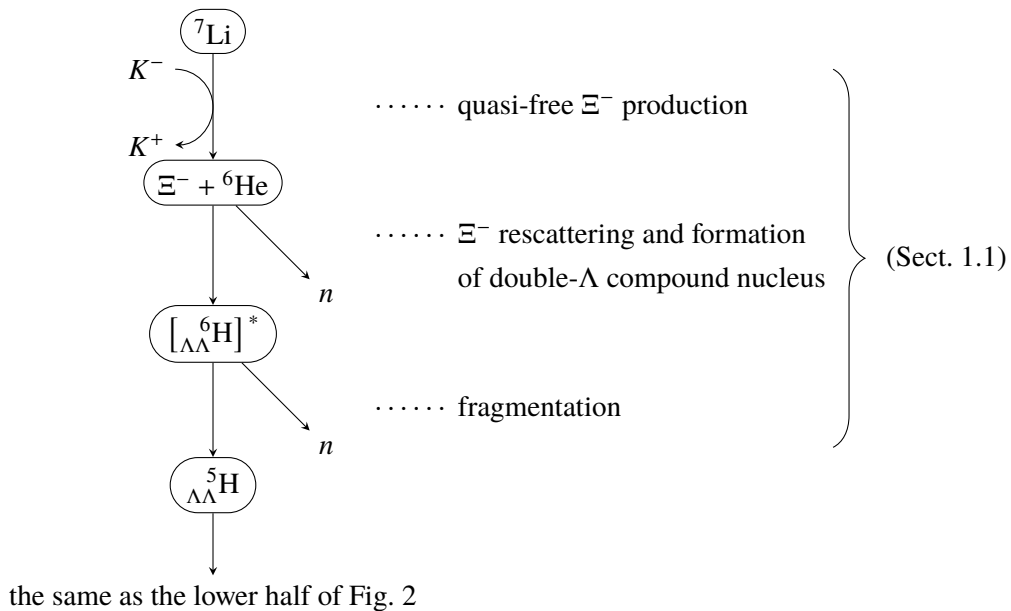 ⁷Li
K⁻
K⁺
······ quasi-free Ξ⁻ production
Ξ⁻ + ⁶He
······ Ξ⁻ rescattering and formation
of double-Λ compound nucleus
(Sect. 1.1)
n
[ΛΛ⁶H]*
······ fragmentation
n
ΛΛ⁵H
the same as the lower half of Fig. 2